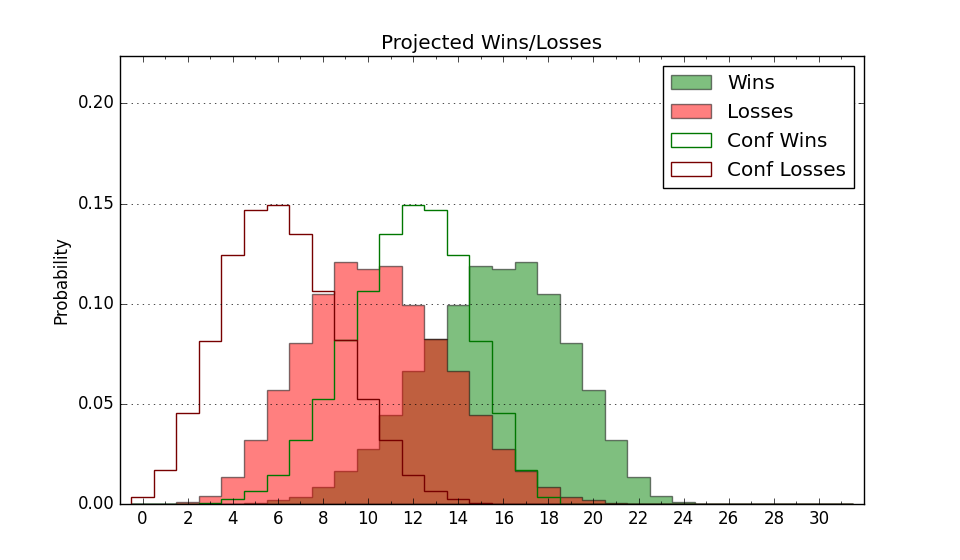 Projected Wins/Losses
Wins
Losses
Conf Wins
Conf Losses
Probability
0.20
0.15
0.10
0.05
0.00
0 2 4 6 8 10 12 14 16 18 20 22 24 26 28 30